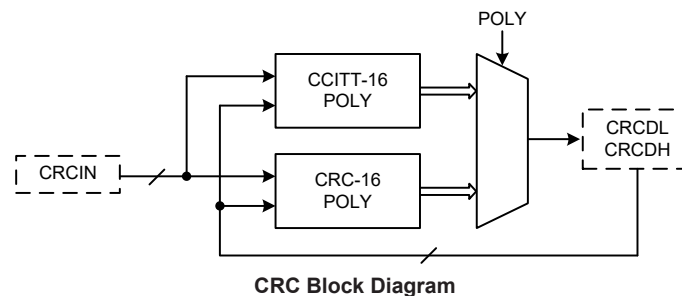 POLY
CCITT-16
POLY
CRCDL
CRCDH
CRCIN
CRC-16
POLY
CRC Block Diagram